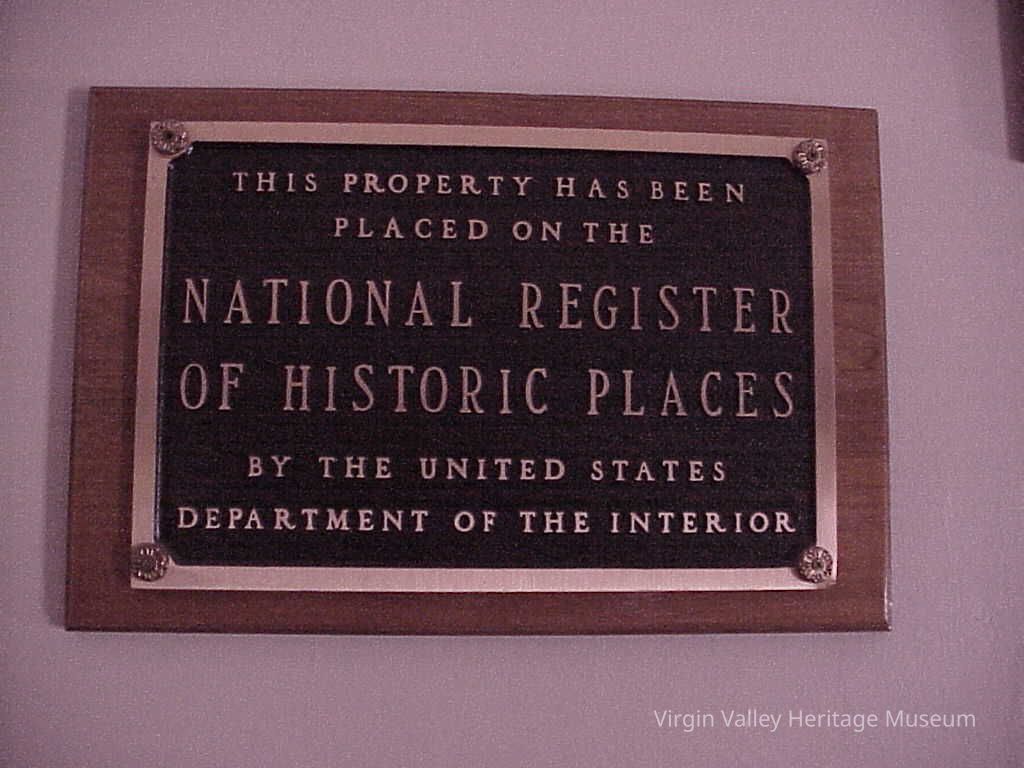 THIS PROPERTY HAS BEEN
PLACED ON THE
NATIONAL REGISTER
OF HISTORIC PLACES
BY THE UNITED STATES
DEPARTMENT OF THE INTERIOR
Virgin Valley Heritage Museum